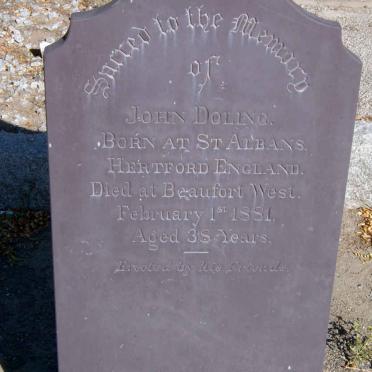 Sacred to the Memory
of
JOHN DOLING.
BORN AT ST ALBANS.
HERTFORD ENGLAND.
Died at Beaufort West.
February 1st 1881.
Aged 38 Years.
Erected by his friends.